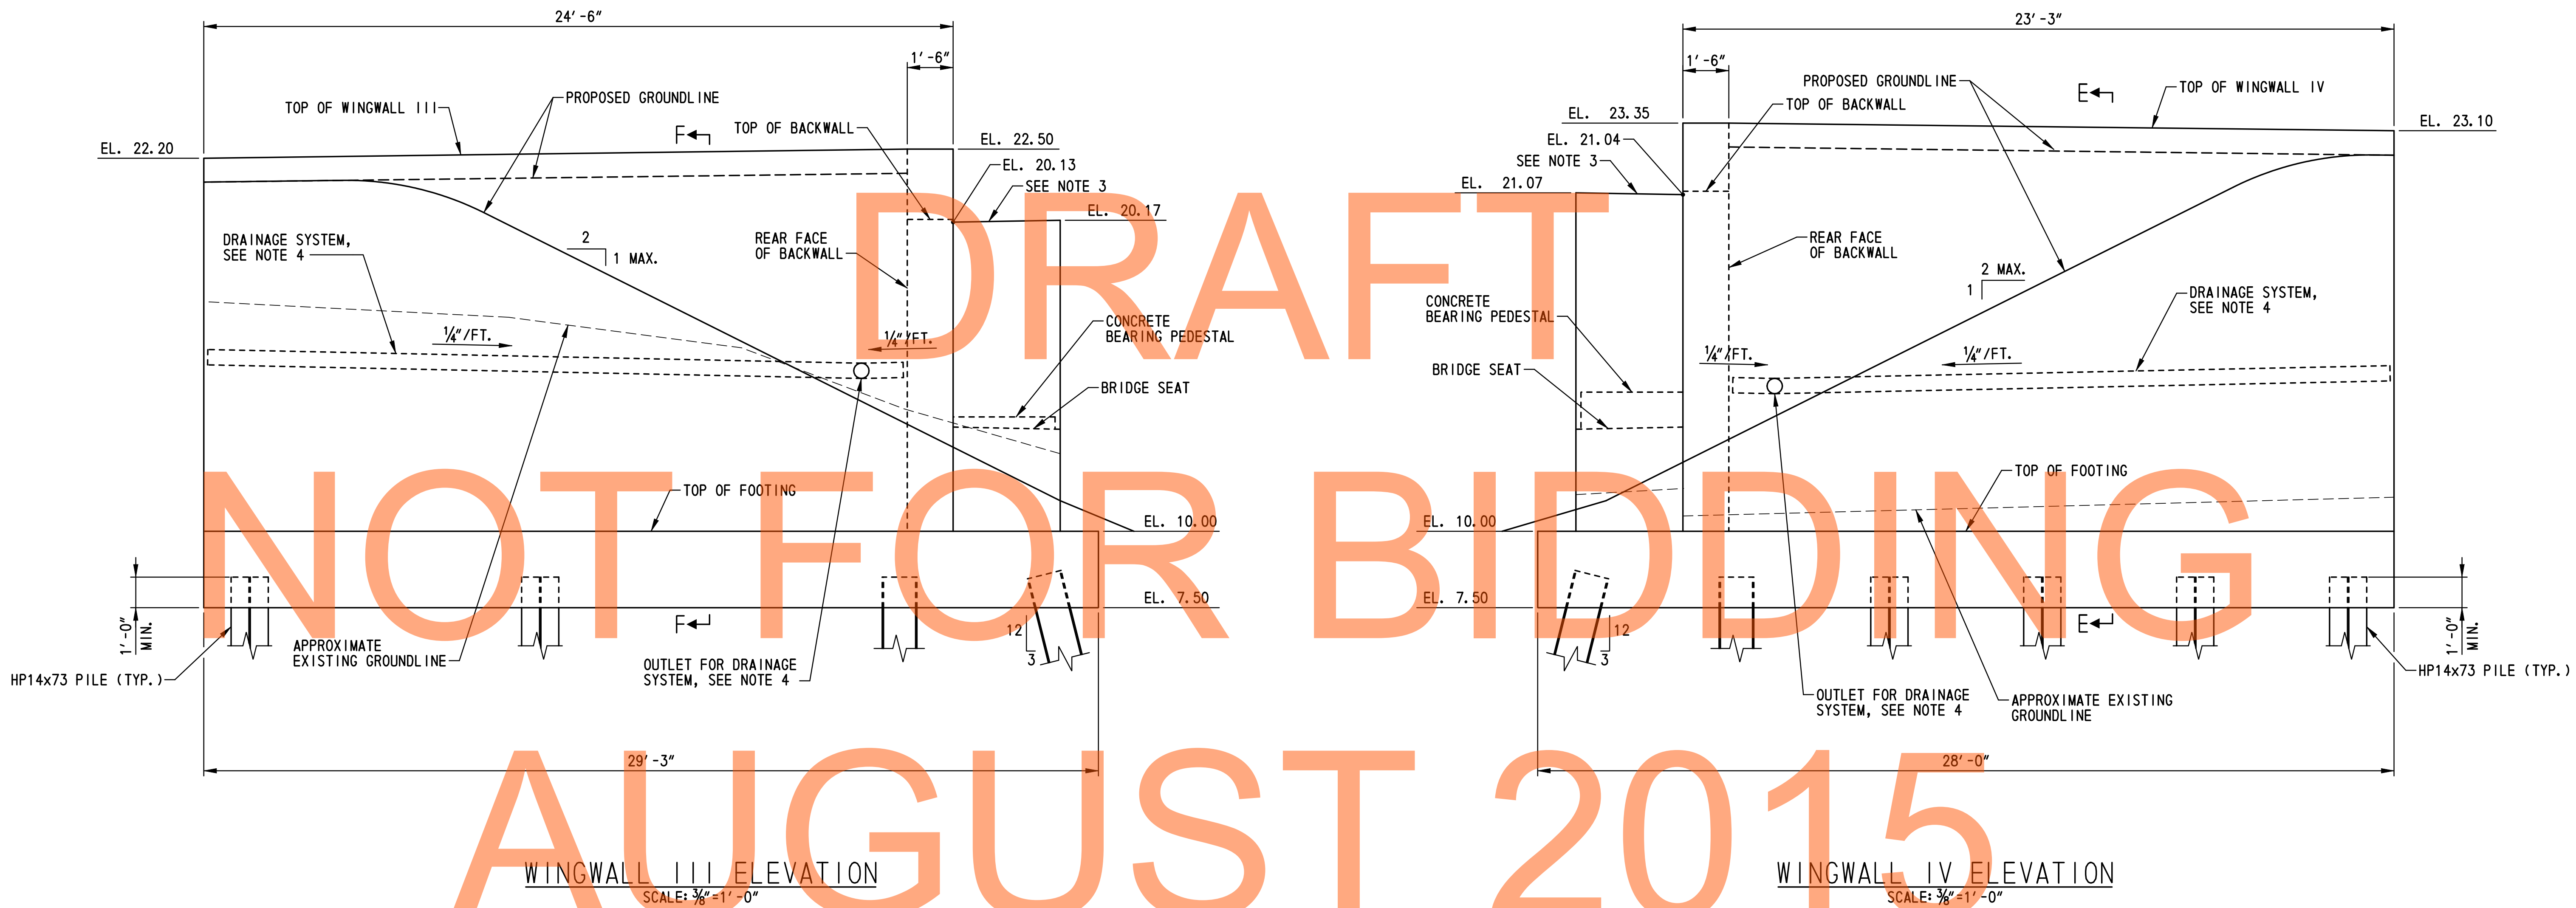 24'-6"
1'-6"
TOP OF WINGWALL III
PROPOSED GROUNDLINE
F
TOP OF BACKWALL
EL. 22.20
EL. 22.50
EL. 20.13
SEE NOTE 3
EL. 20.17
DRAINAGE SYSTEM,
SEE NOTE 4
2
1 MAX.
REAR FACE
OF BACKWALL
1/4"/FT.
1/4"/FT.
CONCRETE
BEARING PEDESTAL
BRIDGE SEAT
TOP OF FOOTING
EL. 10.00
EL. 7.50
1'-0"
MIN.
F
12
3
APPROXIMATE
EXISTING GROUNDLINE
OUTLET FOR DRAINAGE
SYSTEM, SEE NOTE 4
HP14x73 PILE (TYP.)
29'-3"
WINGWALL III ELEVATION
SCALE: 3/8"=1'-0"
23'-3"
1'-6"
PROPOSED GROUNDLINE
E
TOP OF WINGWALL IV
TOP OF BACKWALL
EL. 23.35
EL. 23.10
EL. 21.04
SEE NOTE 3
EL. 21.07
REAR FACE
OF BACKWALL
2 MAX.
1
DRAINAGE SYSTEM,
SEE NOTE 4
CONCRETE
BEARING PEDESTAL
1/4"/FT.
1/4"/FT.
BRIDGE SEAT
TOP OF FOOTING
EL. 10.00
EL. 7.50
12
3
E
1'-0"
MIN.
HP14x73 PILE (TYP.)
OUTLET FOR DRAINAGE
SYSTEM, SEE NOTE 4
APPROXIMATE EXISTING
GROUNDLINE
28'-0"
WINGWALL IV ELEVATION
SCALE: 3/8"=1'-0"
DRAFT
NOT FOR BIDDING
AUGUST 2015